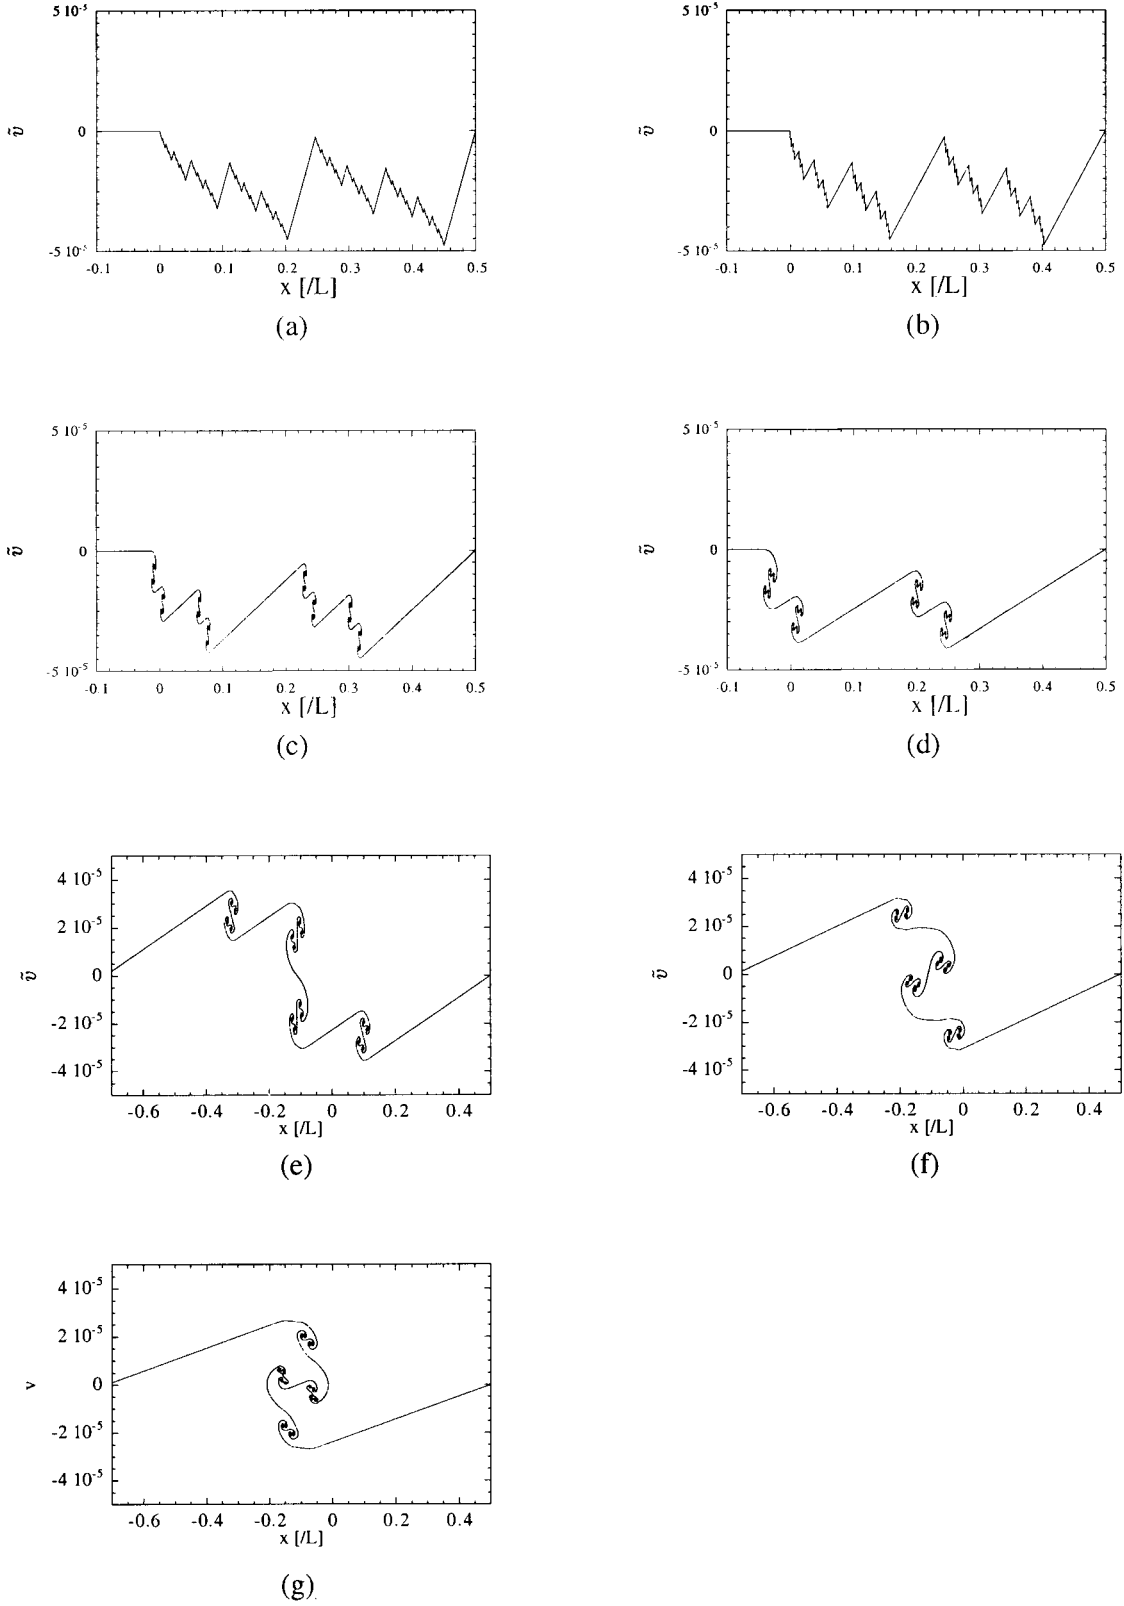 5 10⁻⁵
0
-5 10⁻⁵
ṽ
-0.1 0 0.1 0.2 0.3 0.4 0.5
x [/L]
(a)
5 10⁻⁵
0
-5 10⁻⁵
ṽ
-0.1 0 0.1 0.2 0.3 0.4 0.5
x [/L]
(b)
5 10⁻⁵
0
-5 10⁻⁵
ṽ
-0.1 0 0.1 0.2 0.3 0.4 0.5
x [/L]
(c)
5 10⁻⁵
0
-5 10⁻⁵
ṽ
-0.1 0 0.1 0.2 0.3 0.4 0.5
x [/L]
(d)
4 10⁻⁵
2 10⁻⁵
0
-2 10⁻⁵
-4 10⁻⁵
ṽ
-0.6 -0.4 -0.2 0 0.2 0.4
x [/L]
(e)
4 10⁻⁵
2 10⁻⁵
0
-2 10⁻⁵
-4 10⁻⁵
ṽ
-0.6 -0.4 -0.2 0 0.2 0.4
x [/L]
(f)
4 10⁻⁵
2 10⁻⁵
0
-2 10⁻⁵
-4 10⁻⁵
v
-0.6 -0.4 -0.2 0 0.2 0.4
x [/L]
(g)